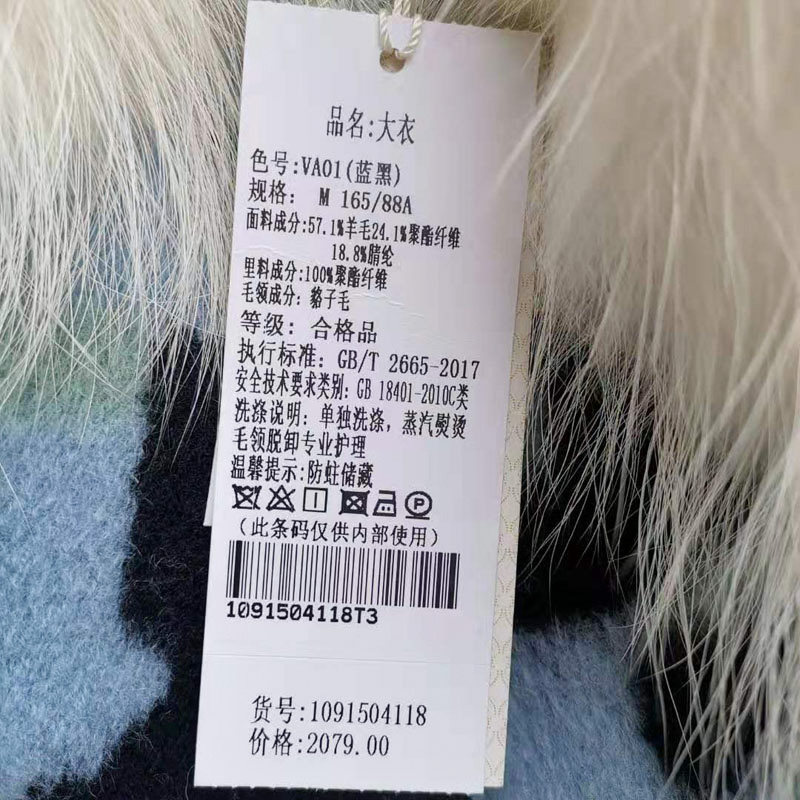 品名:大衣
色号:VA01(蓝黑)
规格: M 165/88A
面料成分:57.1%羊毛24.1%聚酯纤维
18.8%腈纶
里料成分:100%聚酯纤维
毛领成分: 貉子毛
等级: 合格品
执行标准: GB/T 2665-2017
安全技术要求类别: GB 18401-2010C类
洗涤说明: 单独洗涤, 蒸汽熨烫
毛领脱卸专业护理
温馨提示:防蛀储藏
P
(此条码仅供内部使用)
1091504118T3
货号:1091504118
价格:2079.00